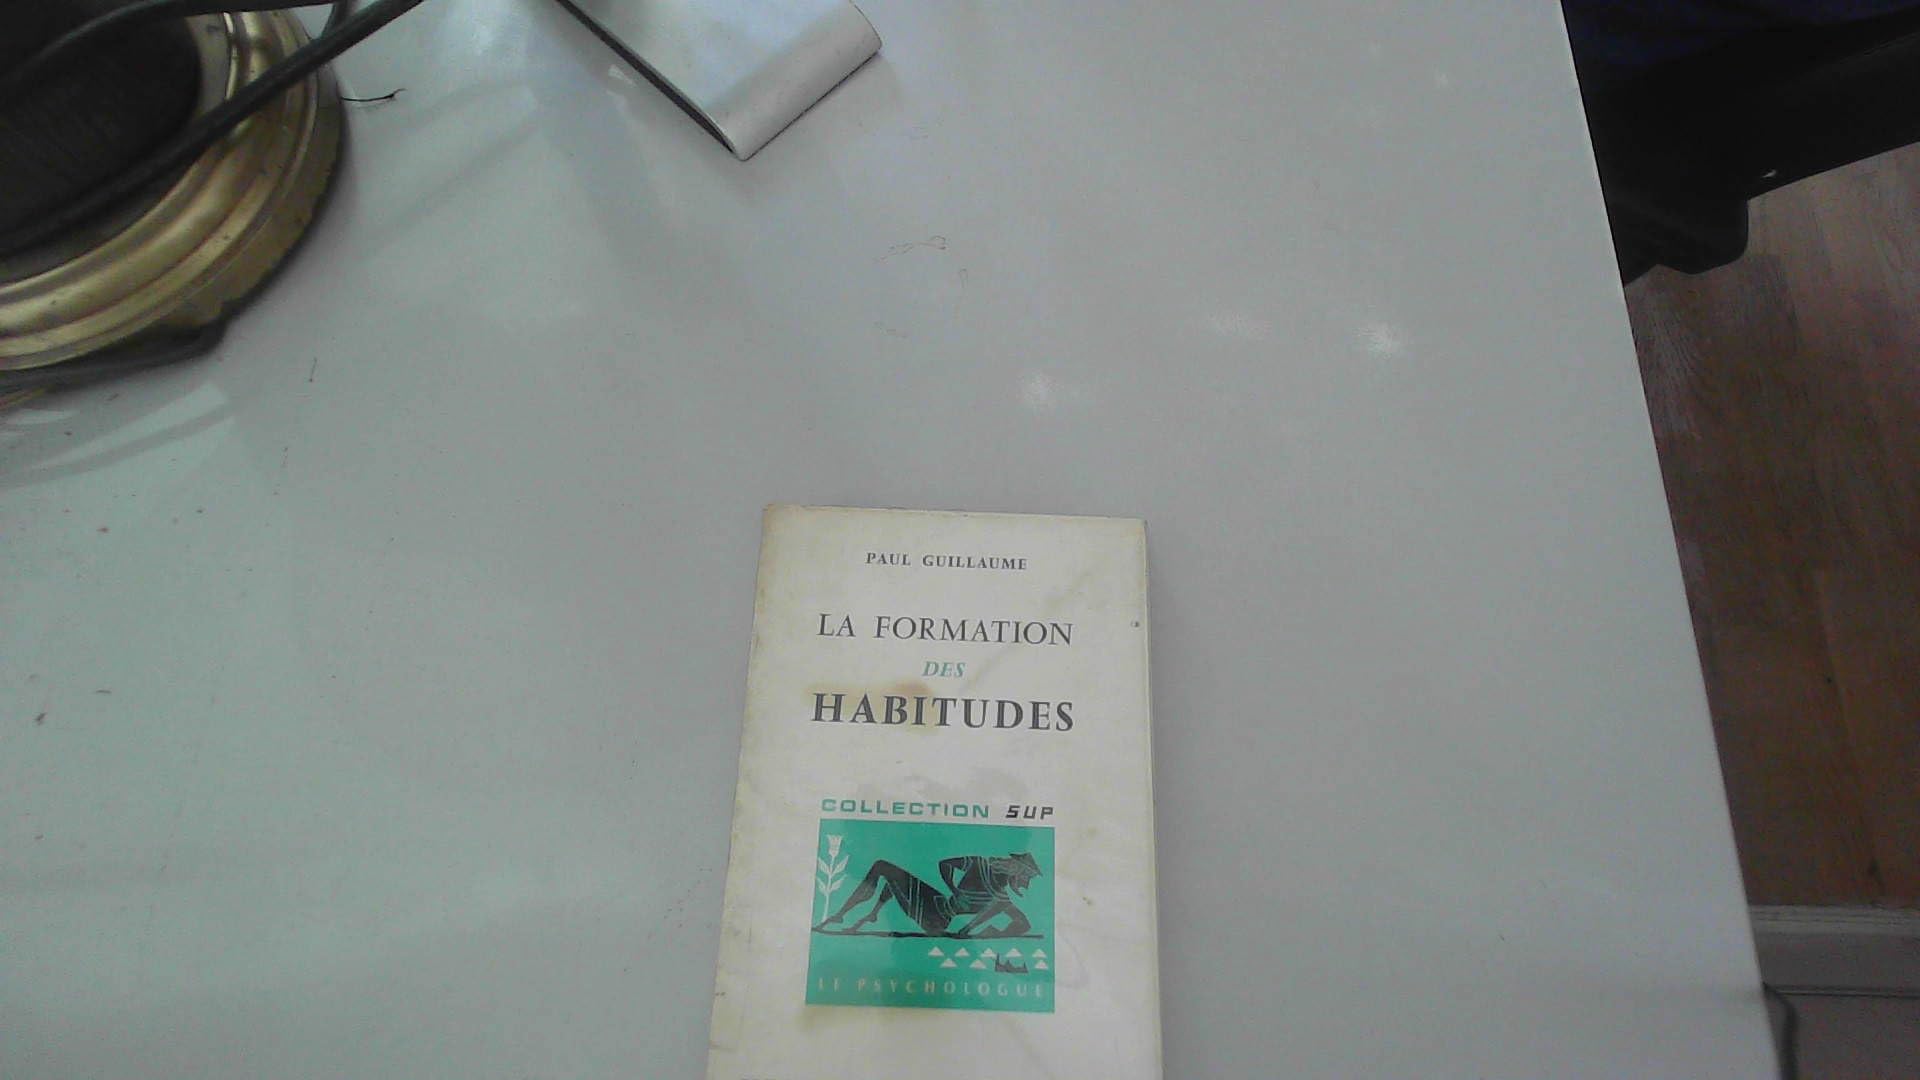 PAUL GUILLAUME
LA FORMATION
DES
HABITUDES
COLLECTION SUP
LE PSYCHOLOGUE